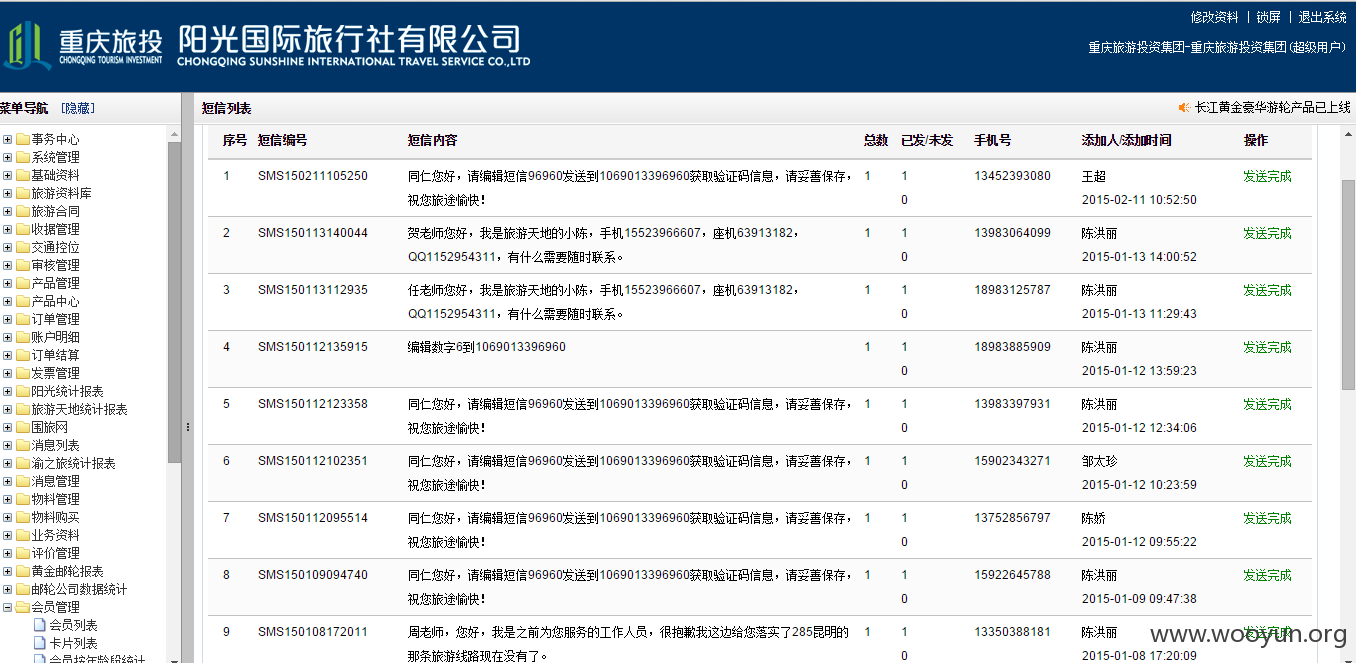 修改资料 | 锁屏 | 退出系统
重庆旅投 阳光国际旅行社有限公司
CHONGQING TOURISM INVESTMENT CHONGQING SUNSHINE INTERNATIONAL TRAVEL SERVICE CO.,LTD
重庆旅游投资集团-重庆旅游投资集团(超级用户)
菜单导航 [隐藏]
短信列表
长江黄金豪华游轮产品已上线
事务中心
系统管理
基础资料
旅游资料库
旅游合同
收据管理
交通控位
审核管理
产品管理
产品中心
订单管理
账户明细
订单结算
发票管理
阳光统计报表
旅游天地统计报表
国旅网
消息列表
渝之旅统计报表
消息管理
物料管理
物料购买
业务资料
评价管理
黄金邮轮报表
邮轮公司数据统计
会员管理
会员列表
卡片列表
会员按年龄段统计
序号 短信编号 短信内容 总数 已发/未发 手机号 添加人/添加时间 操作
1 SMS150211105250 同仁您好，请编辑短信96960发送到1069013396960获取验证码信息，请妥善保存， 1 1 13452393080 王超 发送完成
祝您旅途愉快！ 0 2015-02-11 10:52:50
2 SMS150113140044 贺老师您好，我是旅游天地的小陈，手机15523966607，座机63913182， 1 1 13983064099 陈洪丽 发送完成
QQ1152954311，有什么需要随时联系。 0 2015-01-13 14:00:52
3 SMS150113112935 任老师您好，我是旅游天地的小陈，手机15523966607，座机63913182， 1 1 18983125787 陈洪丽 发送完成
QQ1152954311，有什么需要随时联系。 0 2015-01-13 11:29:43
4 SMS150112135915 编辑数字6到1069013396960 1 1 18983885909 陈洪丽 发送完成
0 2015-01-12 13:59:23
5 SMS150112123358 同仁您好，请编辑短信96960发送到1069013396960获取验证码信息，请妥善保存， 1 1 13983397931 陈洪丽 发送完成
祝您旅途愉快！ 0 2015-01-12 12:34:06
6 SMS150112102351 同仁您好，请编辑短信96960发送到1069013396960获取验证码信息，请妥善保存， 1 1 15902343271 邹太珍 发送完成
祝您旅途愉快！ 0 2015-01-12 10:23:59
7 SMS150112095514 同仁您好，请编辑短信96960发送到1069013396960获取验证码信息，请妥善保存， 1 1 13752856797 陈娇 发送完成
祝您旅途愉快！ 0 2015-01-12 09:55:22
8 SMS150109094740 同仁您好，请编辑短信96960发送到1069013396960获取验证码信息，请妥善保存， 1 1 15922645788 陈洪丽 发送完成
祝您旅途愉快！ 0 2015-01-09 09:47:38
9 SMS150108172011 周老师，您好，我是之前为您服务的工作人员，很抱歉我这边给您落实了285昆明的 1 1 13350388181 陈洪丽 发送完成
那条旅游线路现在没有了。 0 2015-01-08 17:20:09
www.wooyun.org